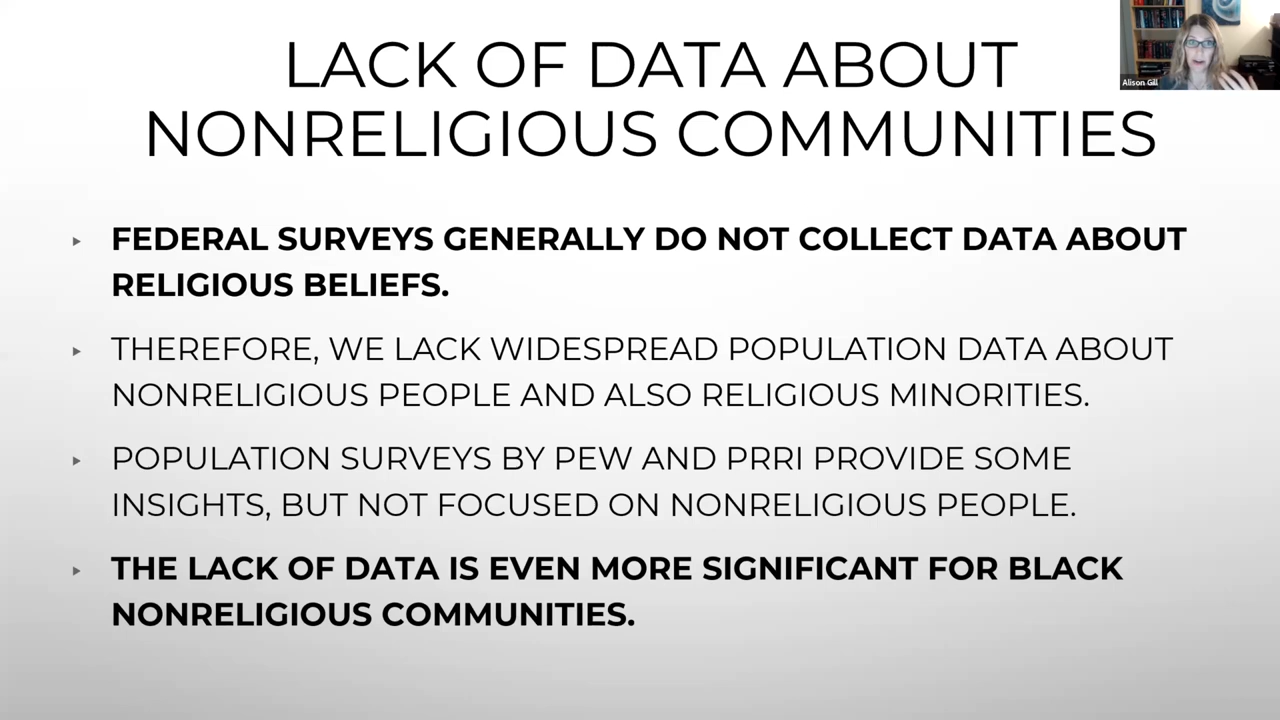 LACK OF DATA ABOUT
NONRELIGIOUS COMMUNITIES
Alison Gill
FEDERAL SURVEYS GENERALLY DO NOT COLLECT DATA ABOUT
RELIGIOUS BELIEFS.
THEREFORE, WE LACK WIDESPREAD POPULATION DATA ABOUT
NONRELIGIOUS PEOPLE AND ALSO RELIGIOUS MINORITIES.
POPULATION SURVEYS BY PEW AND PRRI PROVIDE SOME
INSIGHTS, BUT NOT FOCUSED ON NONRELIGIOUS PEOPLE.
THE LACK OF DATA IS EVEN MORE SIGNIFICANT FOR BLACK
NONRELIGIOUS COMMUNITIES.